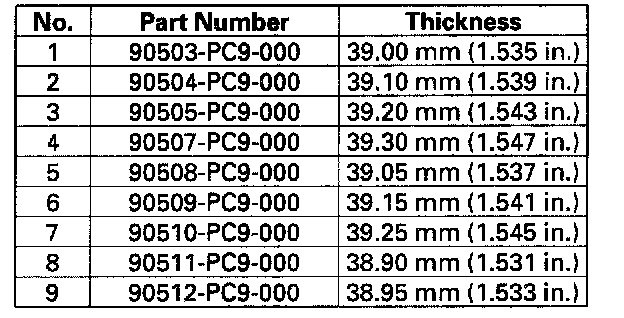 No. Part Number Thickness
1 90503-PC9-000 39.00 mm (1.535 in.)
2 90504-PC9-000 39.10 mm (1.539 in.)
3 90505-PC9-000 39.20 mm (1.543 in.)
4 90507-PC9-000 39.30 mm (1.547 in.)
5 90508-PC9-000 39.05 mm (1.537 in.)
6 90509-PC9-000 39.15 mm (1.541 in.)
7 90510-PC9-000 39.25 mm (1.545 in.)
8 90511-PC9-000 38.90 mm (1.531 in.)
9 90512-PC9-000 38.95 mm (1.533 in.)